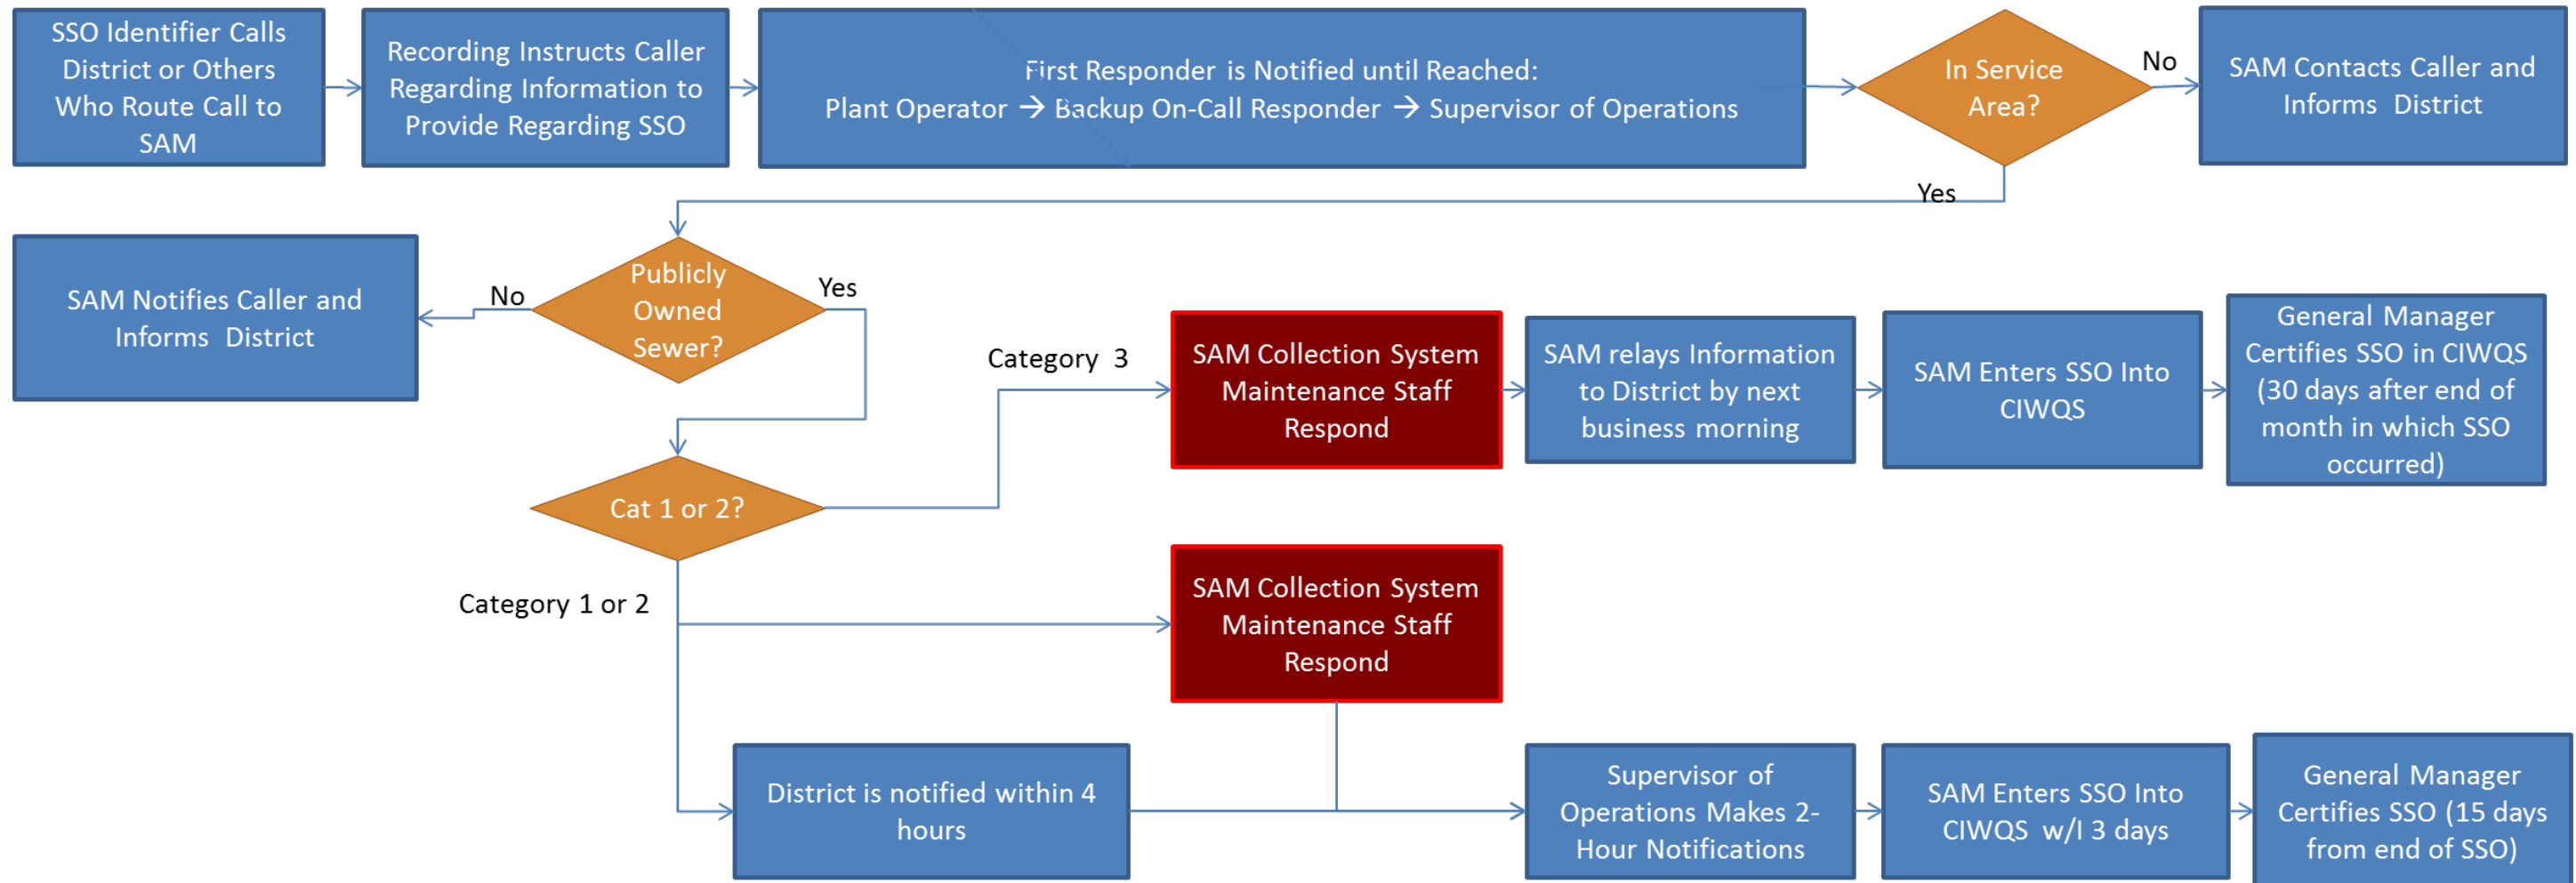 SSO Identifier Calls
District or Others
Who Route Call to
SAM
Recording Instructs Caller
Regarding Information to
Provide Regarding SSO
First Responder is Notified until Reached:
Plant Operator → Backup On-Call Responder → Supervisor of Operations
In Service
Area?
No
SAM Contacts Caller and
Informs District
Yes
SAM Notifies Caller and
Informs District
No
Publicly
Owned
Sewer?
Yes
Category 3
SAM Collection System
Maintenance Staff
Respond
SAM relays Information
to District by next
business morning
SAM Enters SSO Into
CIWQS
General Manager
Certifies SSO in CIWQS
(30 days after end of
month in which SSO
occurred)
Cat 1 or 2?
Category 1 or 2
SAM Collection System
Maintenance Staff
Respond
District is notified within 4
hours
Supervisor of
Operations Makes 2-
Hour Notifications
SAM Enters SSO Into
CIWQS w/I 3 days
General Manager
Certifies SSO (15 days
from end of SSO)